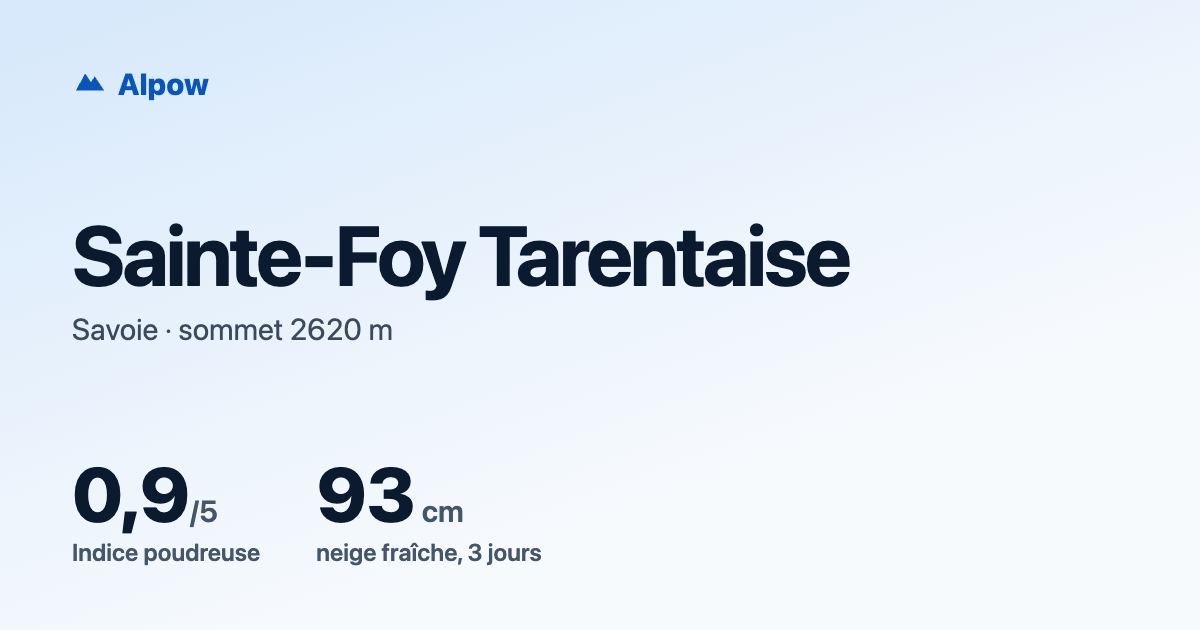 Alpow
Sainte-Foy Tarentaise
Savoie · sommet 2620 m
0,9/5
Indice poudreuse
93 cm
neige fraîche, 3 jours